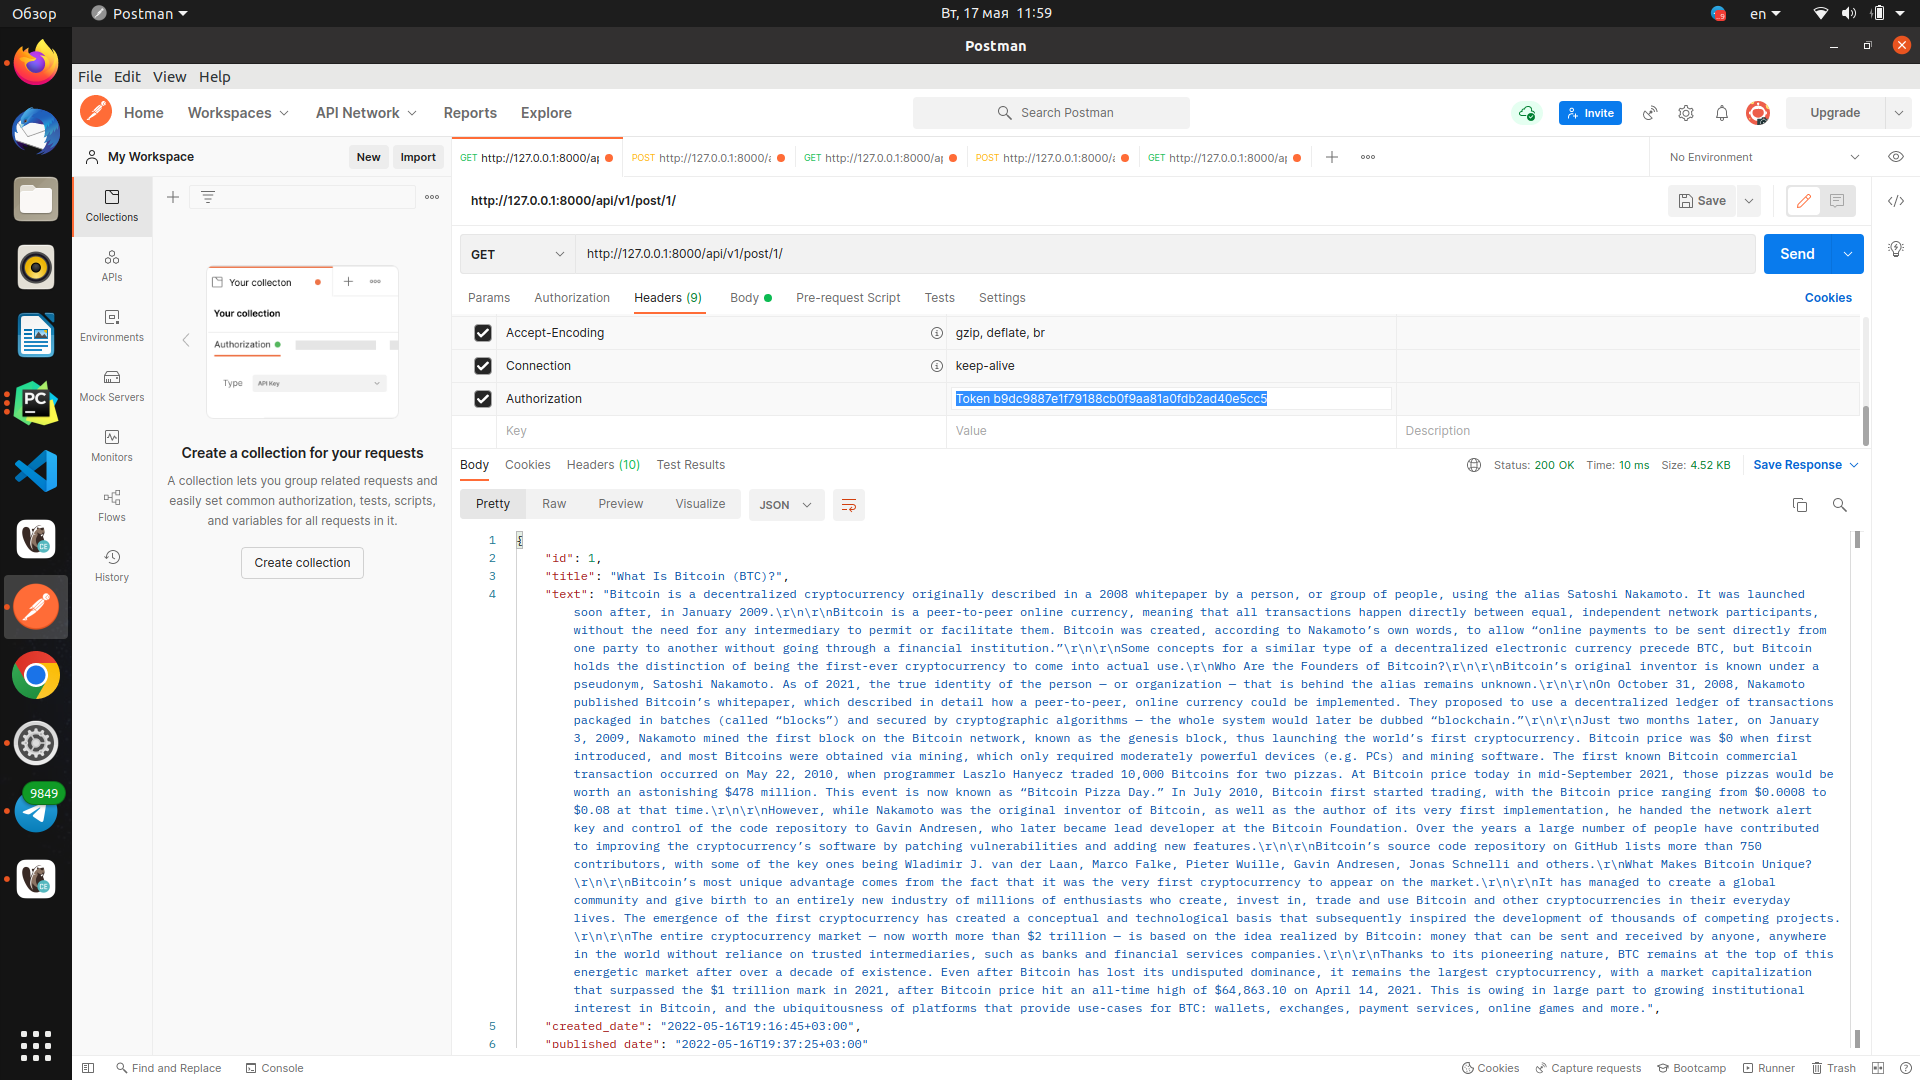 Обзор
Postman
Вт, 17 мая 11:59
en
Postman
File Edit View Help
Home Workspaces API Network Reports Explore
Search Postman
Invite
Upgrade
My Workspace
New Import
GET http://127.0.0.1:8000/ap
POST http://127.0.0.1:8000/a
GET http://127.0.0.1:8000/ap
POST http://127.0.0.1:8000/a
GET http://127.0.0.1:8000/ap
No Environment
Collections
APIs
Environments
Mock Servers
Monitors
Flows
History
Your collecton
Your collection
Authorization
Type API Key
Create a collection for your requests
A collection lets you group related requests and
easily set common authorization, tests, scripts,
and variables for all requests in it.
Create collection
http://127.0.0.1:8000/api/v1/post/1/
Save
GET http://127.0.0.1:8000/api/v1/post/1/
Send
Params Authorization Headers (9) Body Pre-request Script Tests Settings Cookies
Accept-Encoding gzip, deflate, br
Connection keep-alive
Authorization Token b9dc9887e1f79188cb0f9aa81a0fdb2ad40e5cc5
Key Value Description
Body Cookies Headers (10) Test Results
Status: 200 OK Time: 10 ms Size: 4.52 KB Save Response
Pretty Raw Preview Visualize JSON
1 {
2 "id": 1,
3 "title": "What Is Bitcoin (BTC)?",
4 "text": "Bitcoin is a decentralized cryptocurrency originally described in a 2008 whitepaper by a person, or group of people, using the alias Satoshi Nakamoto. It was launched
soon after, in January 2009.\r\n\r\nBitcoin is a peer-to-peer online currency, meaning that all transactions happen directly between equal, independent network participants,
without the need for any intermediary to permit or facilitate them. Bitcoin was created, according to Nakamoto’s own words, to allow “online payments to be sent directly from
one party to another without going through a financial institution.”\r\n\r\nSome concepts for a similar type of a decentralized electronic currency precede BTC, but Bitcoin
holds the distinction of being the first-ever cryptocurrency to come into actual use.\r\nWho Are the Founders of Bitcoin?\r\n\r\nBitcoin’s original inventor is known under a
pseudonym, Satoshi Nakamoto. As of 2021, the true identity of the person — or organization — that is behind the alias remains unknown.\r\n\r\nOn October 31, 2008, Nakamoto
published Bitcoin’s whitepaper, which described in detail how a peer-to-peer, online currency could be implemented. They proposed to use a decentralized ledger of transactions
packaged in batches (called “blocks”) and secured by cryptographic algorithms — the whole system would later be dubbed “blockchain.”\r\n\r\nJust two months later, on January
3, 2009, Nakamoto mined the first block on the Bitcoin network, known as the genesis block, thus launching the world’s first cryptocurrency. Bitcoin price was $0 when first
introduced, and most Bitcoins were obtained via mining, which only required moderately powerful devices (e.g. PCs) and mining software. The first known Bitcoin commercial
transaction occurred on May 22, 2010, when programmer Laszlo Hanyecz traded 10,000 Bitcoins for two pizzas. At Bitcoin price today in mid-September 2021, those pizzas would be
worth an astonishing $478 million. This event is now known as “Bitcoin Pizza Day.” In July 2010, Bitcoin first started trading, with the Bitcoin price ranging from $0.0008 to
$0.08 at that time.\r\n\r\nHowever, while Nakamoto was the original inventor of Bitcoin, as well as the author of its very first implementation, he handed the network alert
key and control of the code repository to Gavin Andresen, who later became lead developer at the Bitcoin Foundation. Over the years a large number of people have contributed
to improving the cryptocurrency’s software by patching vulnerabilities and adding new features.\r\n\r\nBitcoin’s source code repository on GitHub lists more than 750
contributors, with some of the key ones being Wladimir J. van der Laan, Marco Falke, Pieter Wuille, Gavin Andresen, Jonas Schnelli and others.\r\nWhat Makes Bitcoin Unique?
\r\n\r\nBitcoin’s most unique advantage comes from the fact that it was the very first cryptocurrency to appear on the market.\r\n\r\nIt has managed to create a global
community and give birth to an entirely new industry of millions of enthusiasts who create, invest in, trade and use Bitcoin and other cryptocurrencies in their everyday
lives. The emergence of the first cryptocurrency has created a conceptual and technological basis that subsequently inspired the development of thousands of competing projects.
\r\n\r\nThe entire cryptocurrency market — now worth more than $2 trillion — is based on the idea realized by Bitcoin: money that can be sent and received by anyone, anywhere
in the world without reliance on trusted intermediaries, such as banks and financial services companies.\r\n\r\nThanks to its pioneering nature, BTC remains at the top of this
energetic market after over a decade of existence. Even after Bitcoin has lost its undisputed dominance, it remains the largest cryptocurrency, with a market capitalization
that surpassed the $1 trillion mark in 2021, after Bitcoin price hit an all-time high of $64,863.10 on April 14, 2021. This is owing in large part to growing institutional
interest in Bitcoin, and the ubiquitousness of platforms that provide use-cases for BTC: wallets, exchanges, payment services, online games and more.",
5 "created_date": "2022-05-16T19:16:45+03:00",
6 "published_date": "2022-05-16T19:37:25+03:00"
9849
PC
CE
CE
Find and Replace Console
Cookies Capture requests Bootcamp Runner Trash